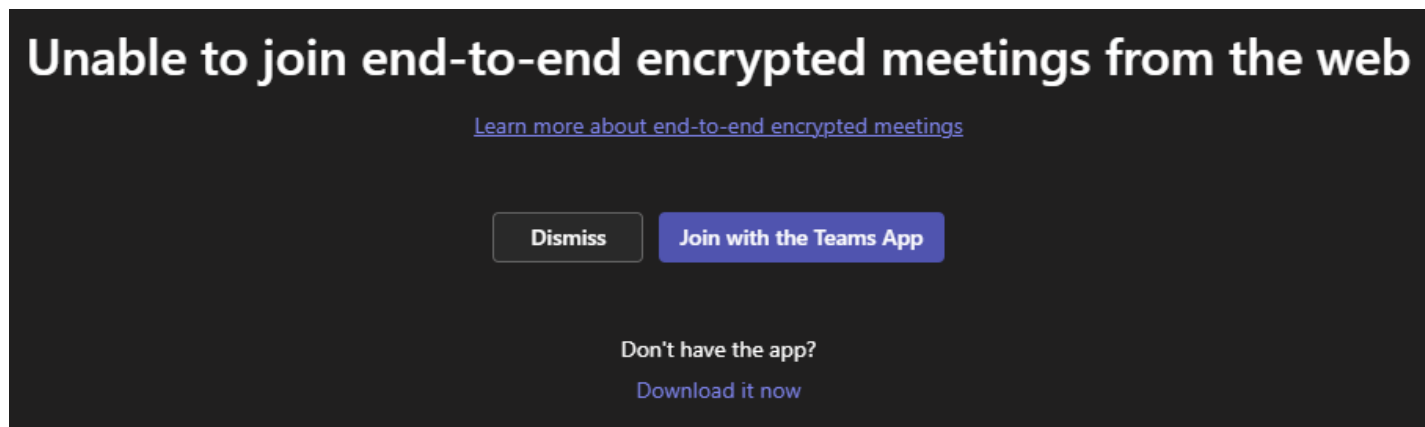 Unable to join end-to-end encrypted meetings from the web
Learn more about end-to-end encrypted meetings
Dismiss
Join with the Teams App
Don't have the app?
Download it now